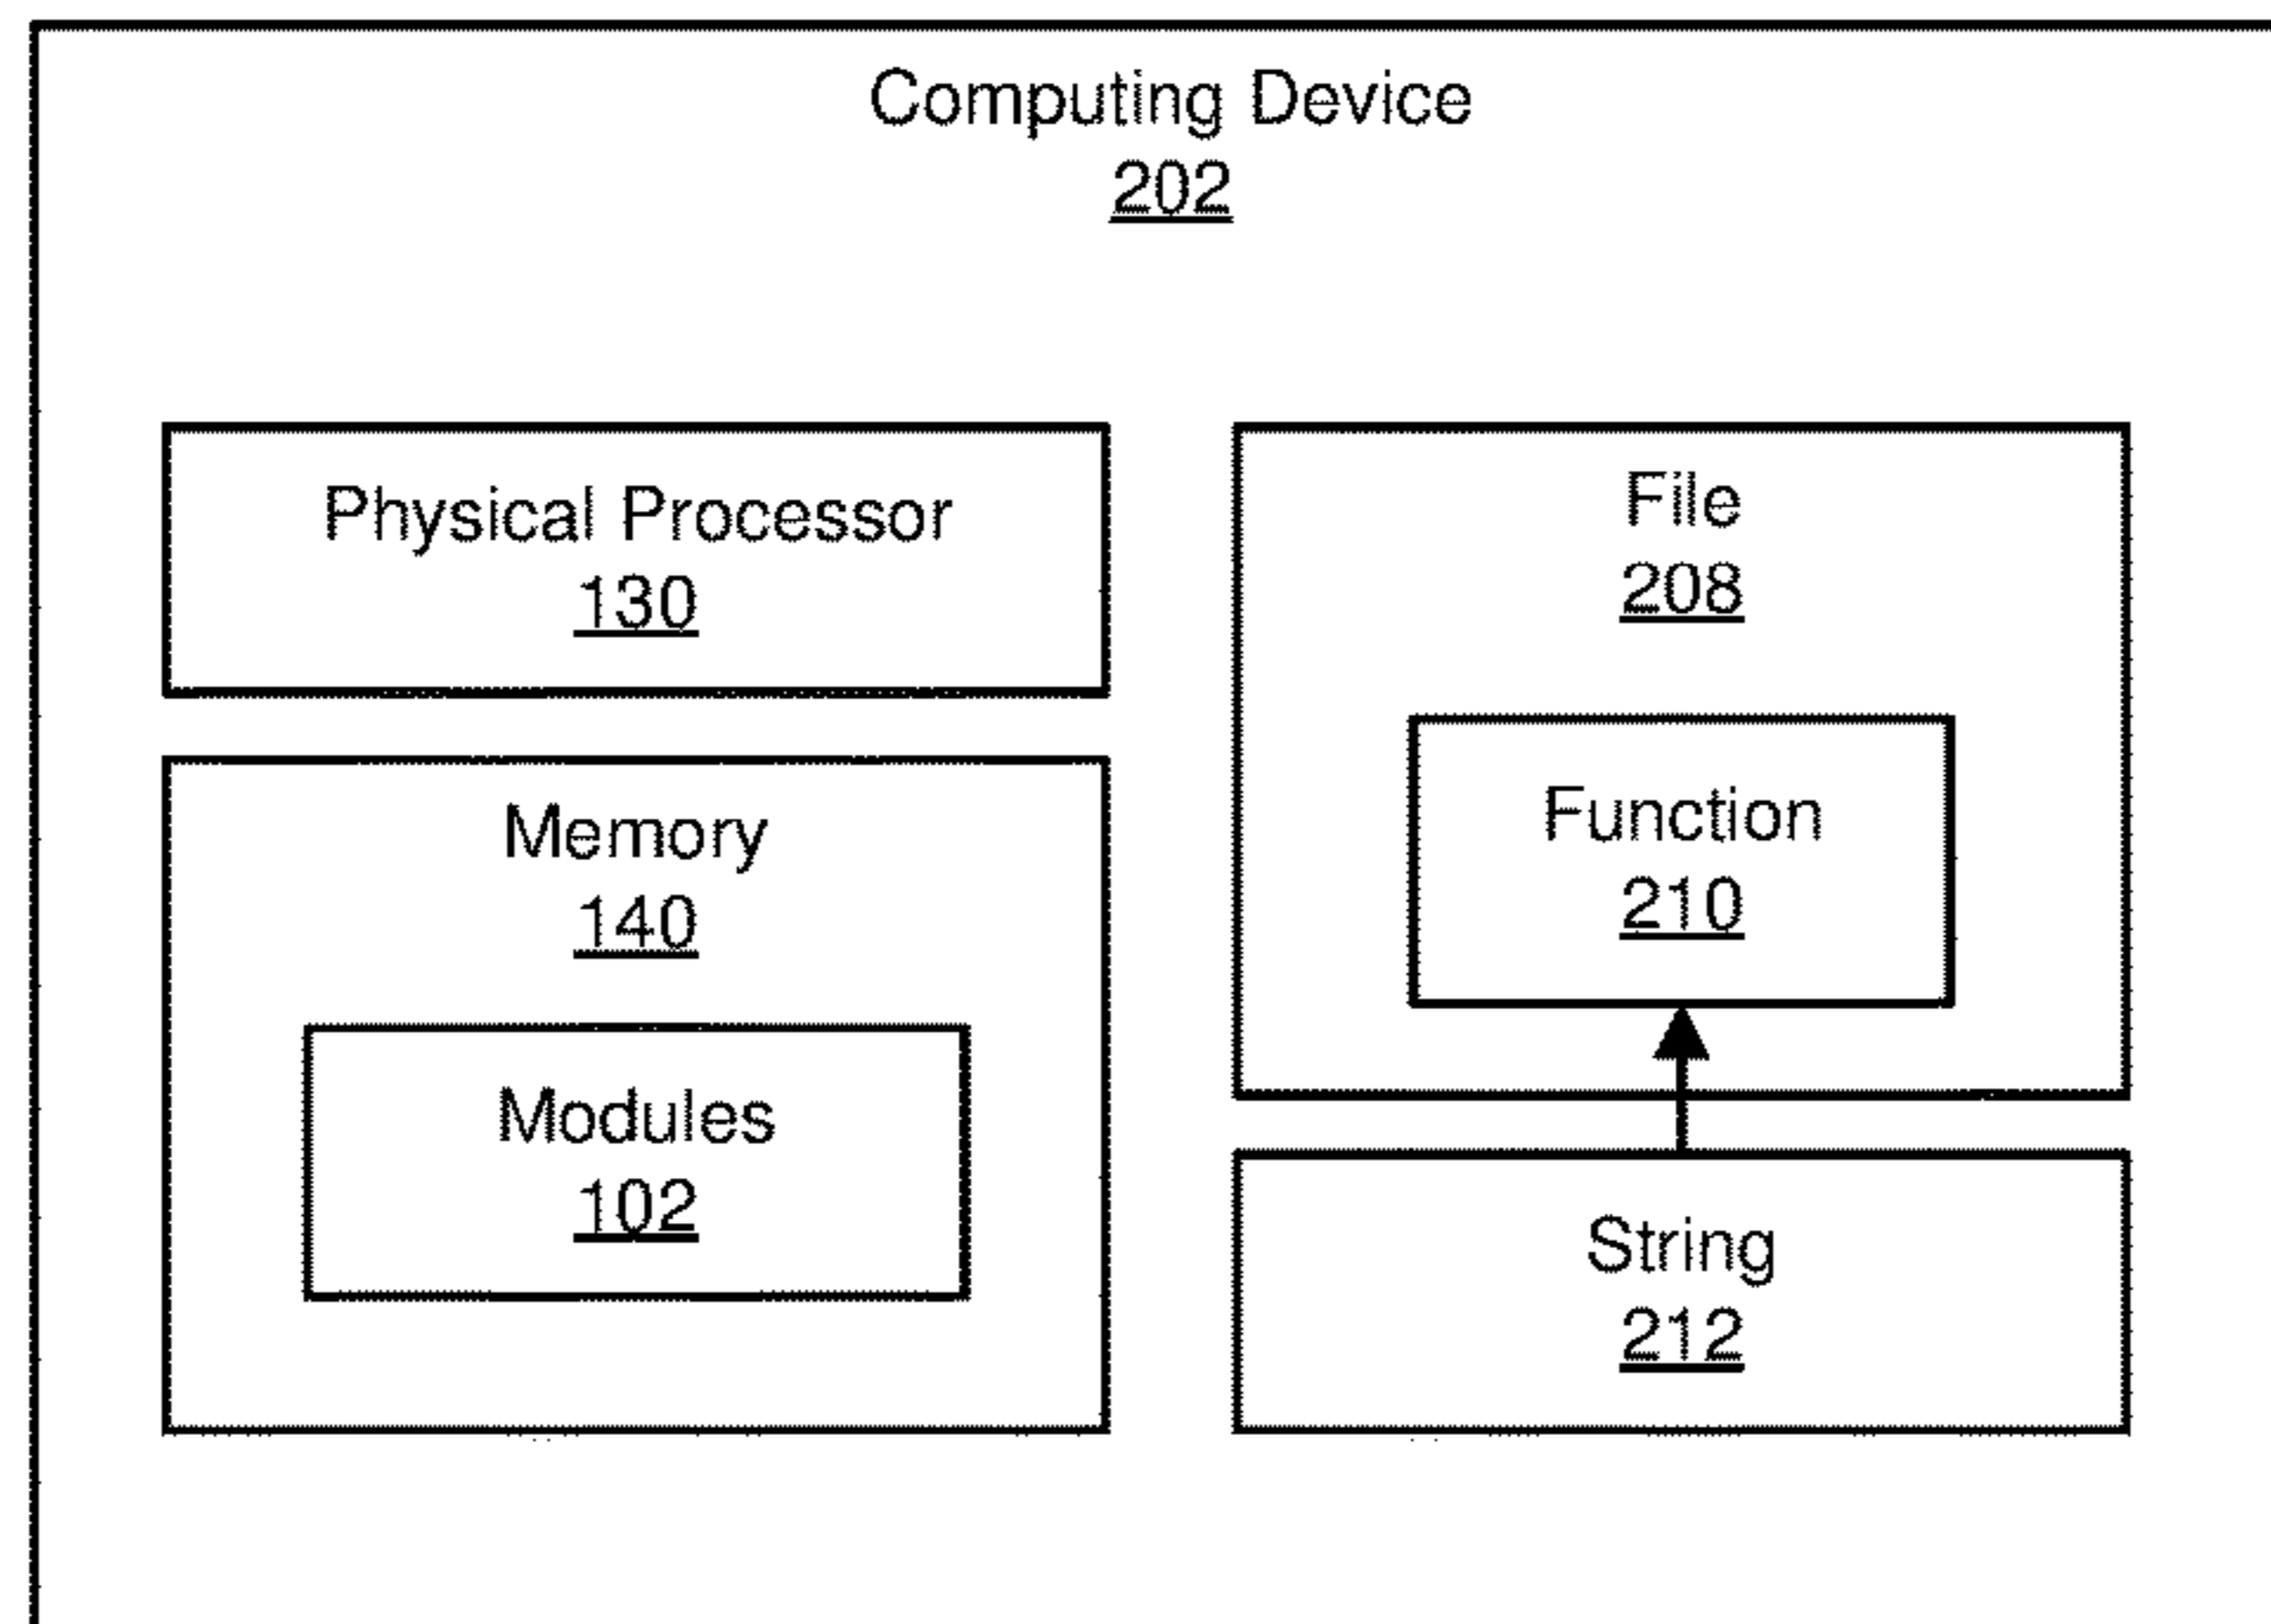 Computing Device
202
Physical Processor
130
Memory
140
Modules
102
File
208
Function
210
String
212